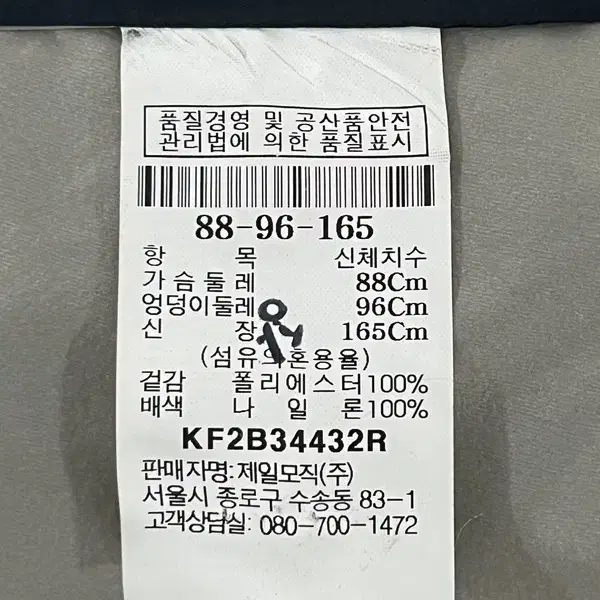 품질경영 및 공산품안전
관리법에 의한 품질표시
88-96-165
항 목 신체치수
가슴둘레 88Cm
엉덩이둘레 96Cm
신 장 165Cm
(섬유의혼용율)
겉감 폴리에스터100%
배색 나 일 론100%
KF2B34432R
판매자명:제일모직(주)
서울시 종로구 수송동 83-1
고객상담실: 080-700-1472